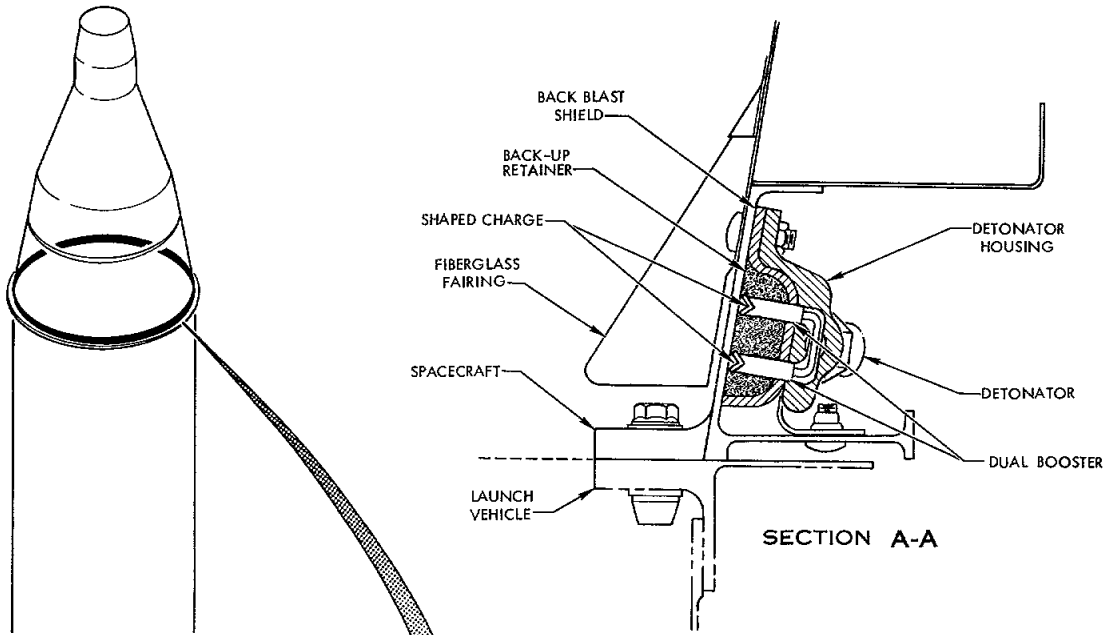 BACK BLAST
SHIELD
BACK-UP
RETAINER
SHAPED CHARGE
FIBERGLASS
FAIRING
SPACECRAFT
LAUNCH
VEHICLE
DETONATOR
HOUSING
DETONATOR
DUAL BOOSTER
SECTION A-A